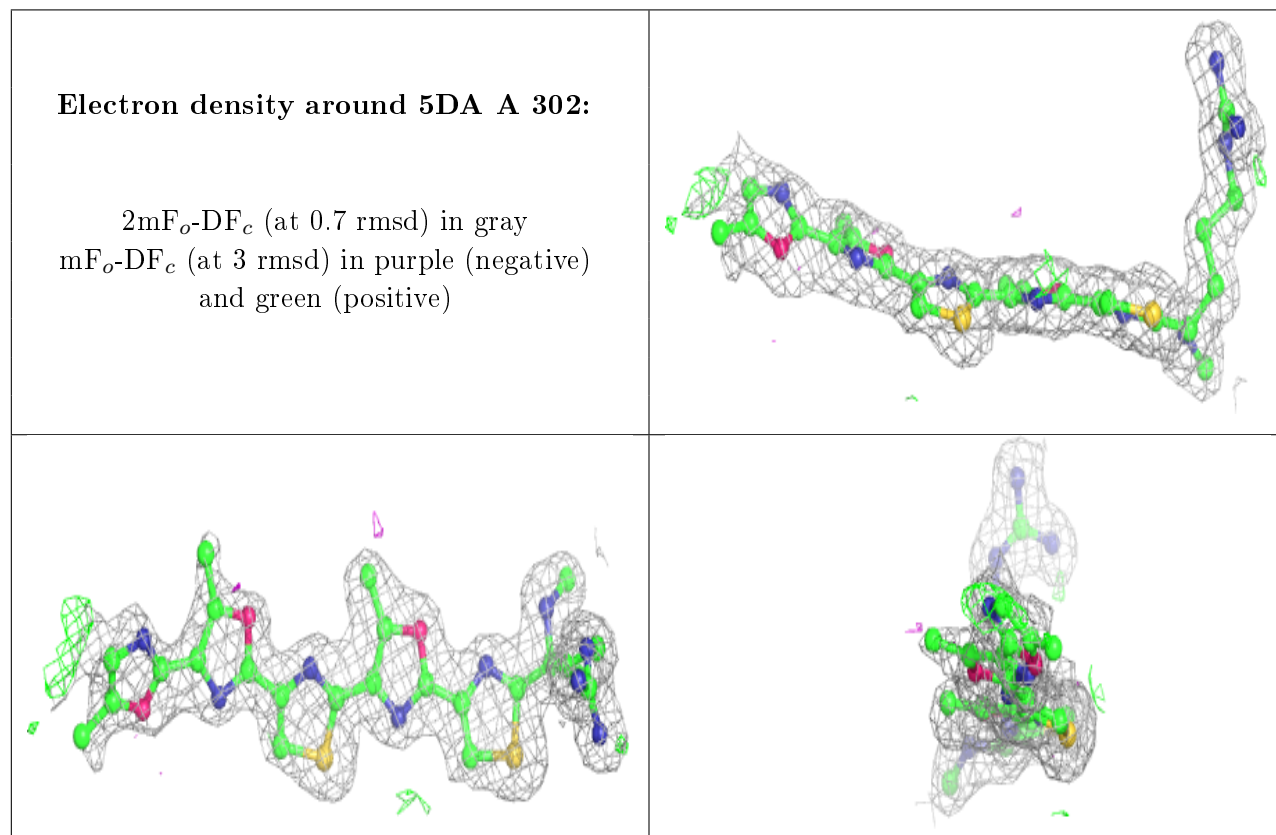 Electron density around 5DA A 302:
2mFo-DFc (at 0.7 rmsd) in gray
mFo-DFc (at 3 rmsd) in purple (negative)
and green (positive)